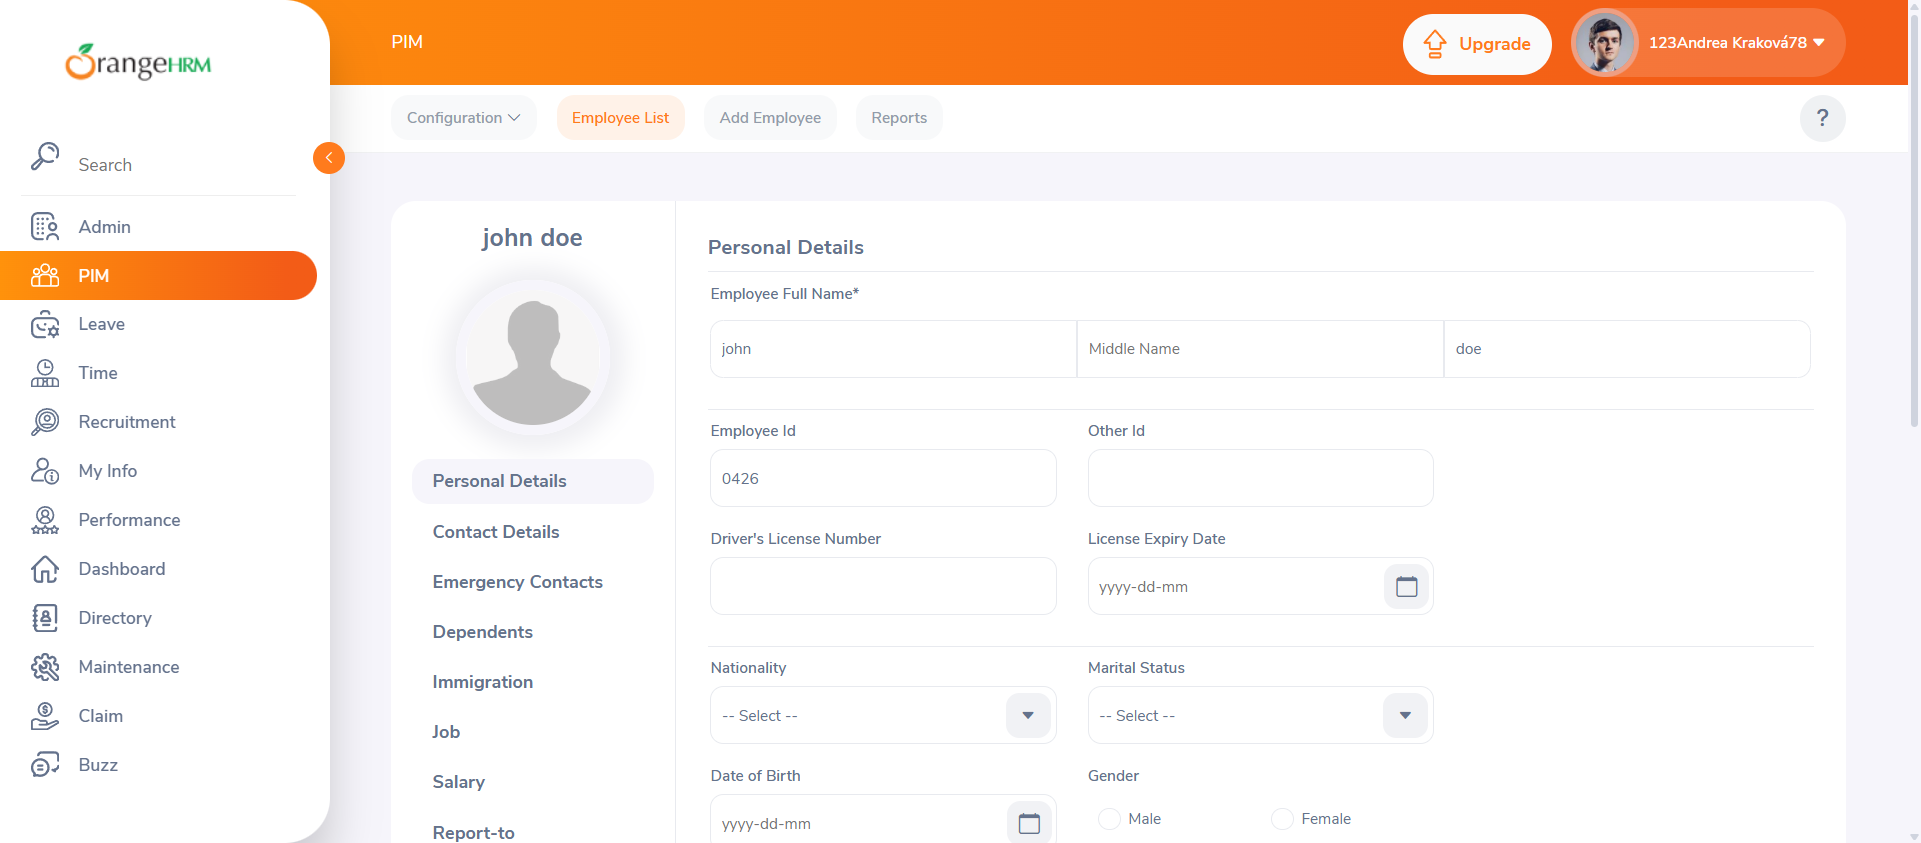 OrangeHRM
PIM
Upgrade
123Andrea Kraková78
Configuration
Employee List
Add Employee
Reports
?
Search
Admin
PIM
Leave
Time
Recruitment
My Info
Performance
Dashboard
Directory
Maintenance
Claim
Buzz
john doe
Personal Details
Contact Details
Emergency Contacts
Dependents
Immigration
Job
Salary
Report-to
Personal Details
Employee Full Name*
john Middle Name doe
Employee Id Other Id
0426
Driver's License Number License Expiry Date
yyyy-dd-mm
Nationality Marital Status
-- Select -- -- Select --
Date of Birth Gender
yyyy-dd-mm Male Female